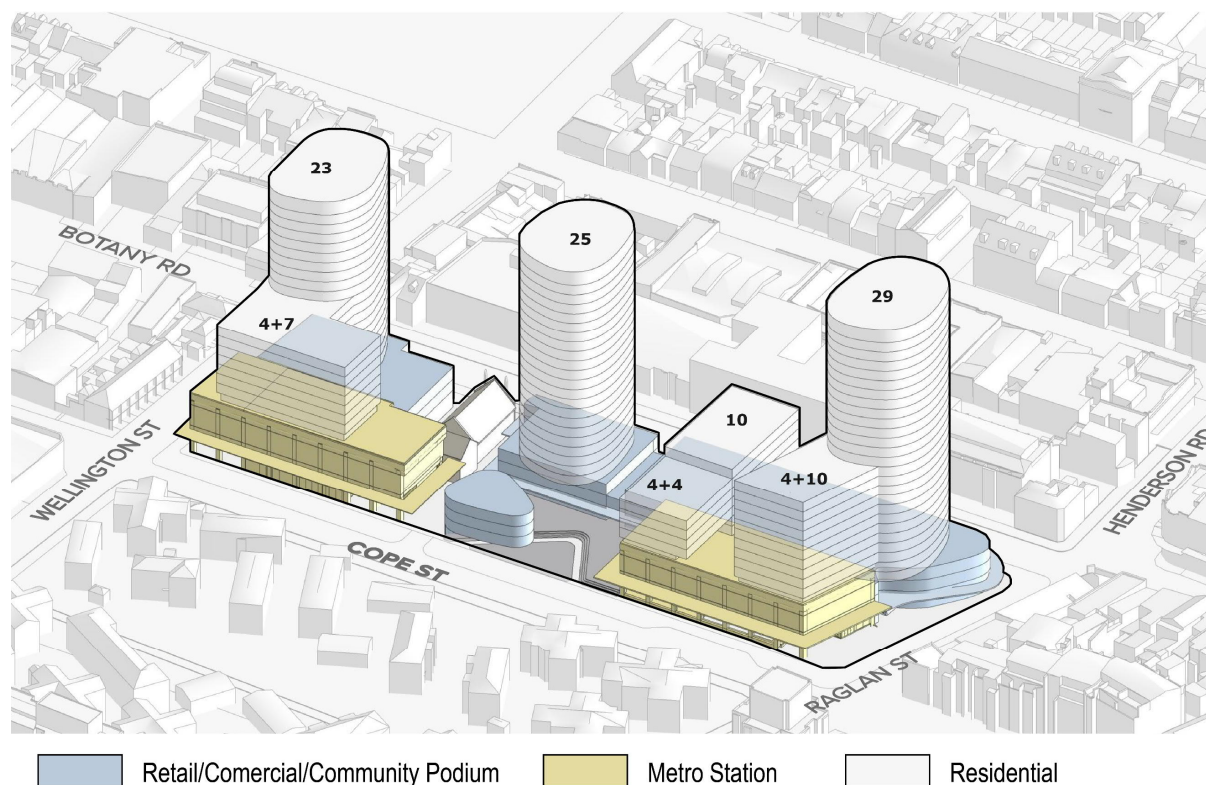 23
25
BOTANY RD
29
4+7
10
4+4
4+10
WELLINGTON ST
HENDERSON RD
COPE ST
RAGLAN ST
Retail/Comercial/Community Podium
Metro Station
Residential